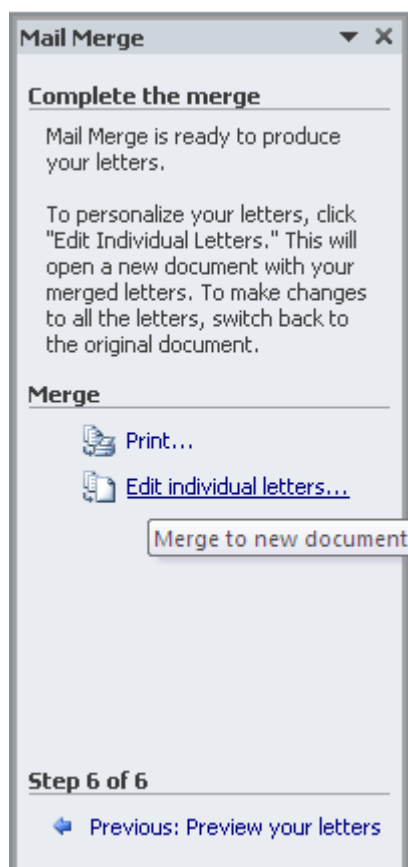 Mail Merge
Complete the merge
Mail Merge is ready to produce
your letters.
To personalize your letters, click
"Edit Individual Letters." This will
open a new document with your
merged letters. To make changes
to all the letters, switch back to
the original document.
Merge
Print...
Edit individual letters...
Merge to new document
Step 6 of 6
Previous: Preview your letters